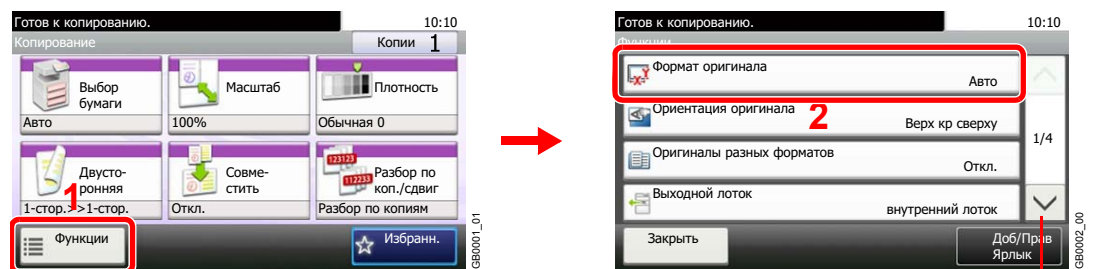 Готов к копированию.
10:10
Копирование
Копии 1
Выбор
бумаги
Авто
Масштаб
100%
Плотность
Обычная 0
Двусто-
ронняя
1-стор.>>1-стор.
Совме-
стить
Откл.
123123
112233
Разбор по
коп./сдвиг
Разбор по копиям
1
Функции
Избранн.
GB0001_01
Готов к копированию.
10:10
Функции
Формат оригинала
Авто
Ориентация оригинала
Верх кр сверху
2
Оригиналы разных форматов
Откл.
1/4
Выходной лоток
внутренний лоток
Закрыть
Доб/Прав
Ярлык
GB0002_00